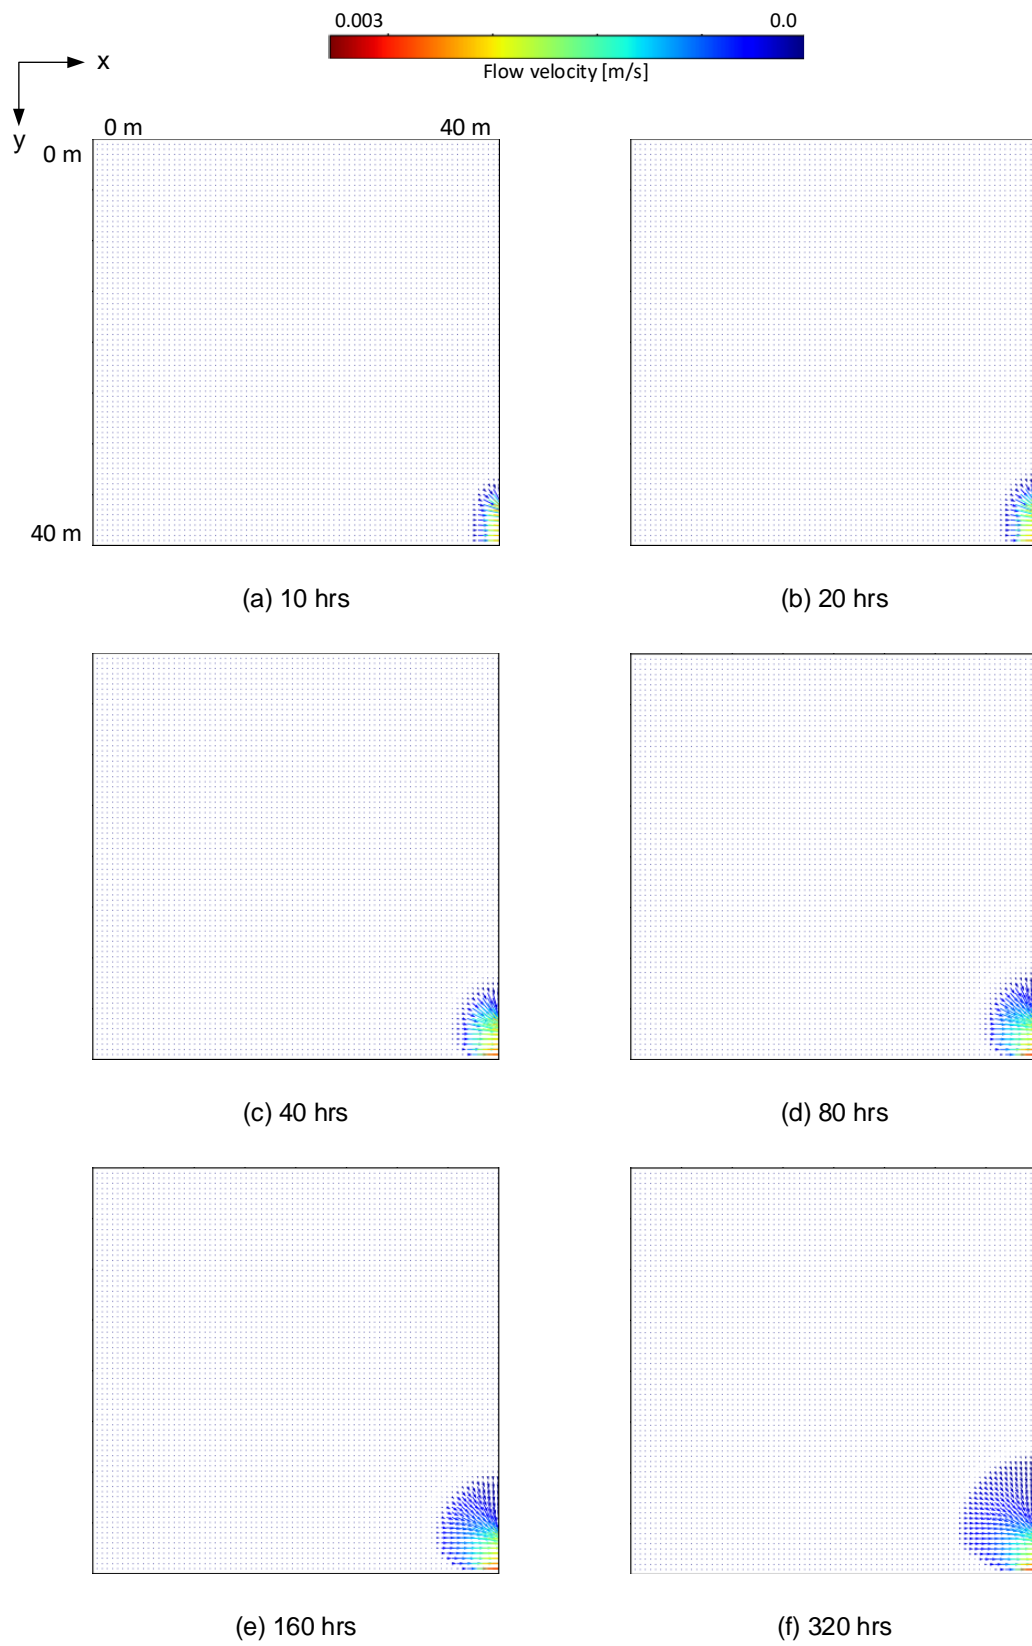 0.003 0.0
Flow velocity [m/s]
x
y
0 m 40 m
0 m
40 m
(a) 10 hrs (b) 20 hrs
(c) 40 hrs (d) 80 hrs
(e) 160 hrs (f) 320 hrs